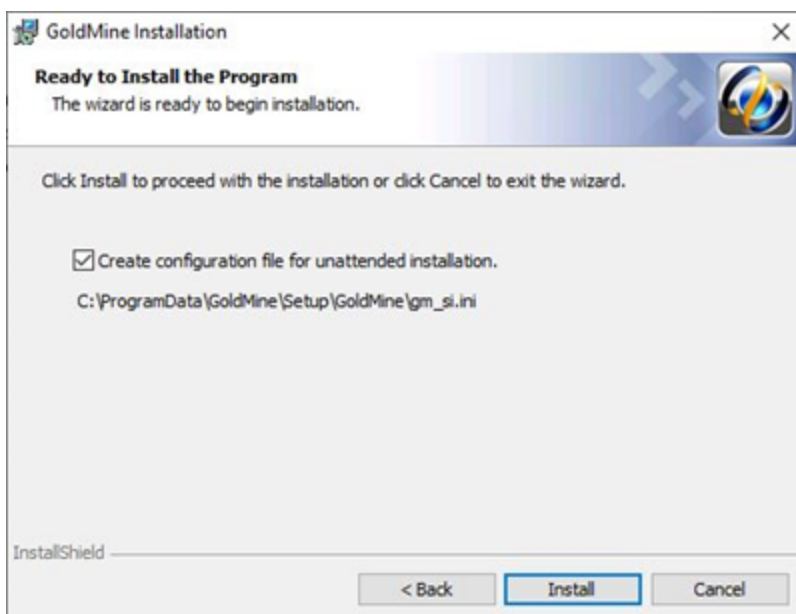 GoldMine Installation
Ready to Install the Program
The wizard is ready to begin installation.
Click Install to proceed with the installation or click Cancel to exit the wizard.
Create configuration file for unattended installation.
C:\ProgramData\GoldMine\Setup\GoldMine\gm_si.ini
InstallShield
< Back
Install
Cancel